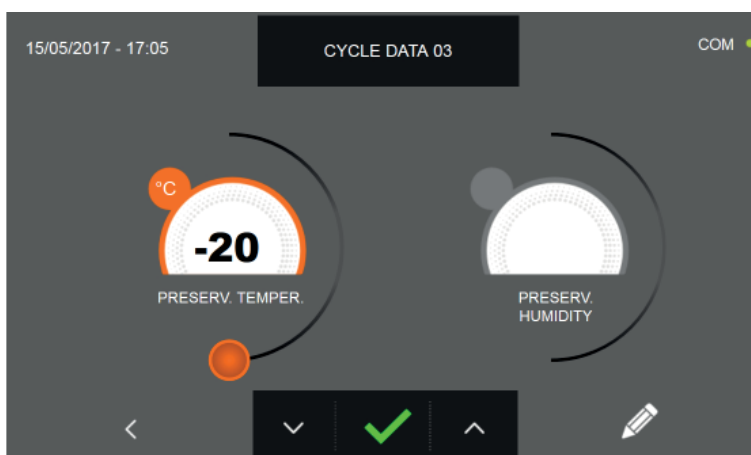 15/05/2017 - 17:05
CYCLE DATA 03
COM
°C
-20
PRESERV. TEMPER.
PRESERV.
HUMIDITY